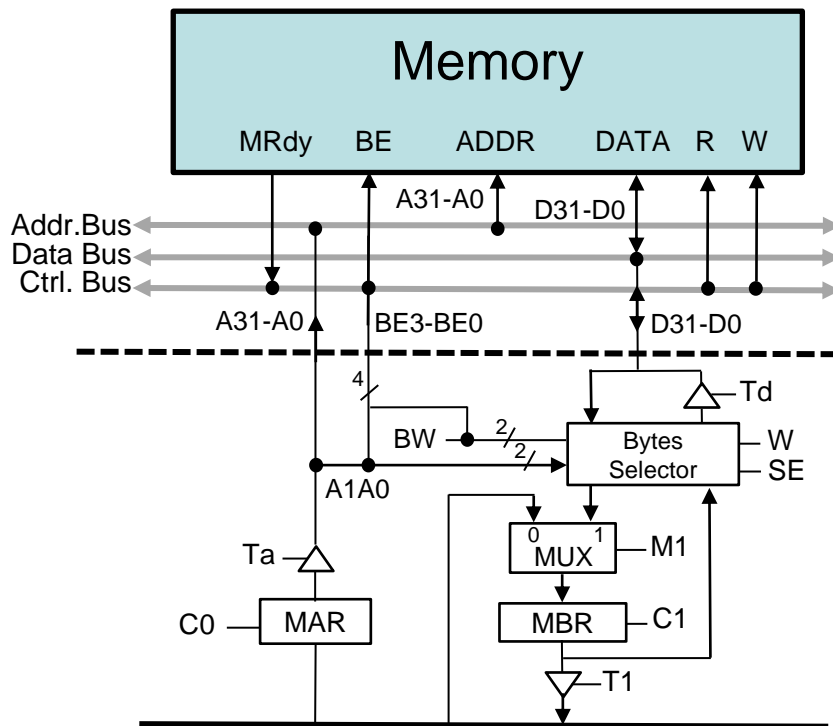 Memory
MRdy BE ADDR DATA R W
A31-A0
D31-D0
Addr.Bus
Data Bus
Ctrl. Bus
A31-A0 BE3-BE0 D31-D0
4
Td
BW 2 Bytes W
2 Selector SE
A1A0
0 1
Ta MUX M1
C0 MAR MBR C1
T1